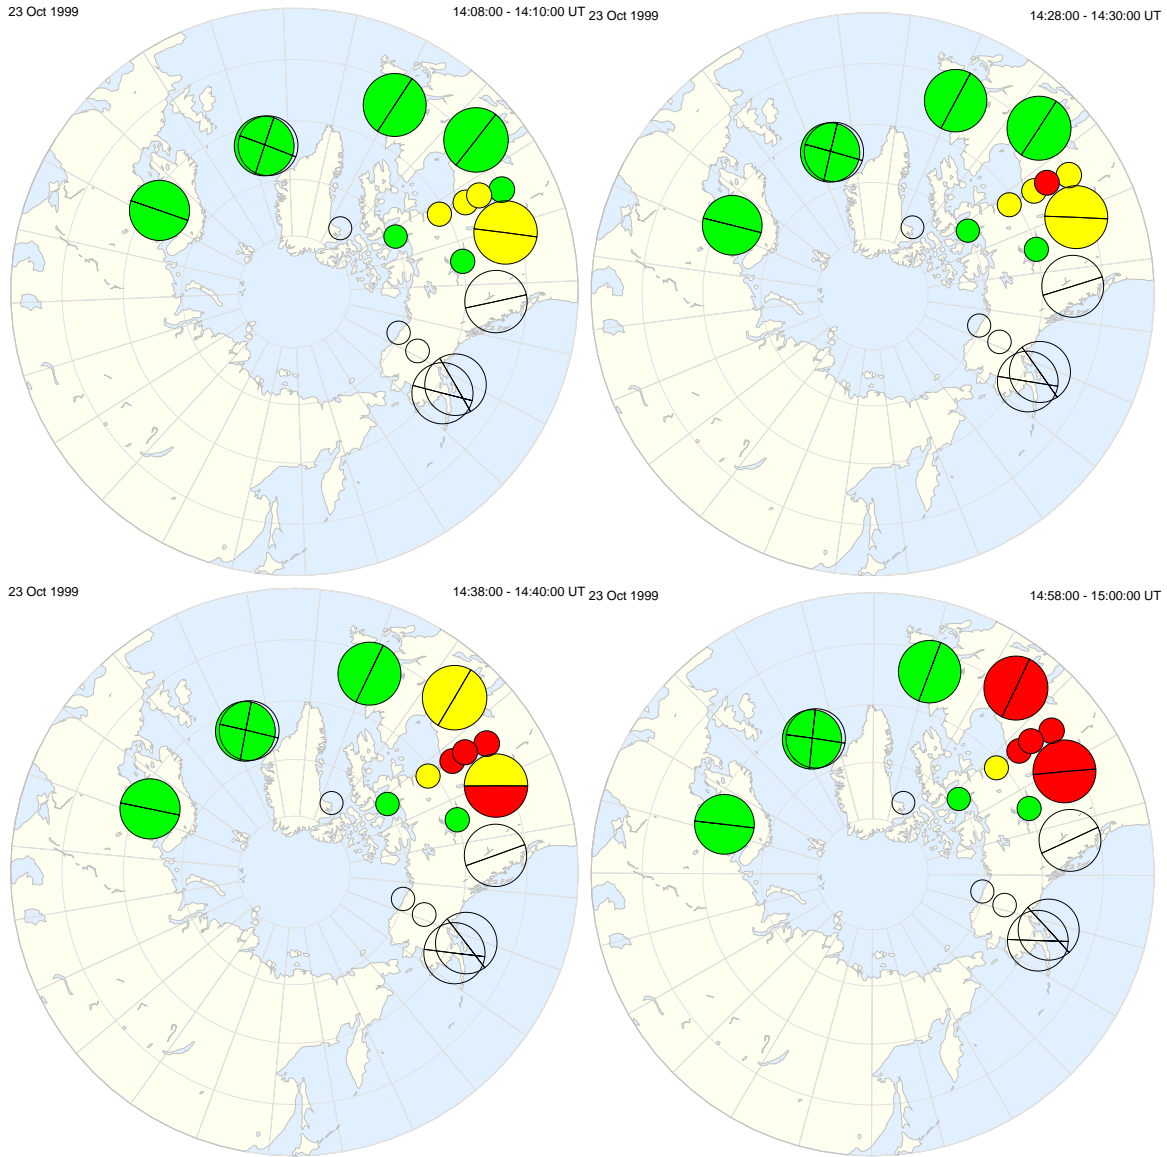 23 Oct 1999
14:08:00 - 14:10:00 UT
23 Oct 1999
14:28:00 - 14:30:00 UT
23 Oct 1999
14:38:00 - 14:40:00 UT
23 Oct 1999
14:58:00 - 15:00:00 UT